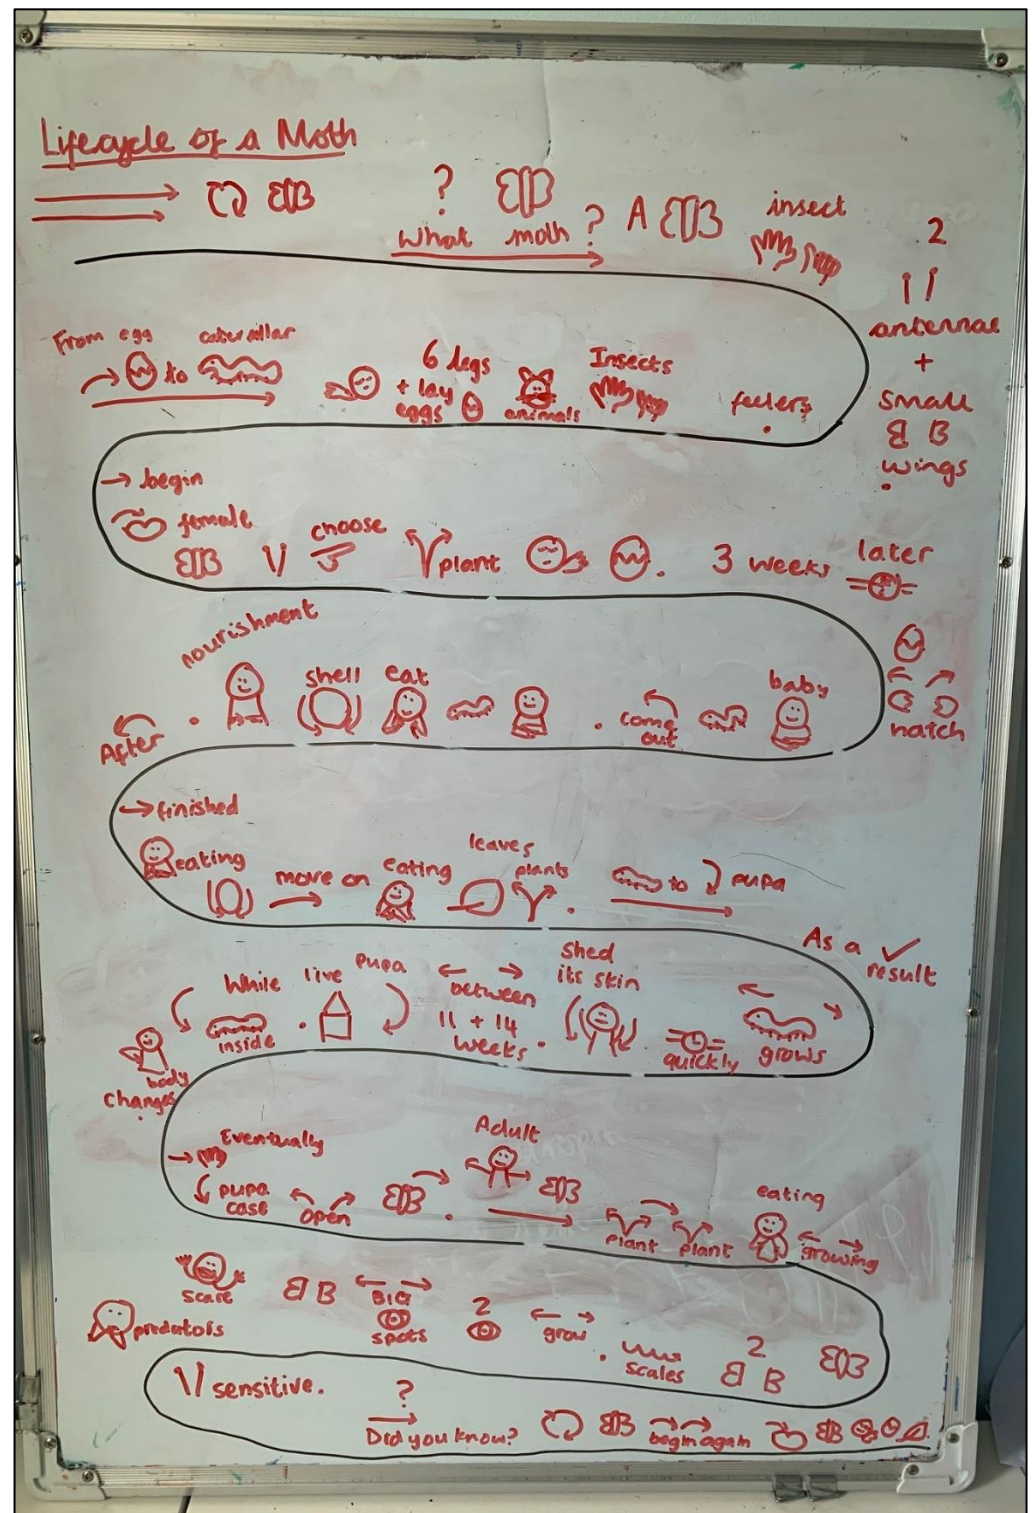 Lifecycle of a Moth
What moth ? A insect
?
2
antennae
+
small
wings
.
feelers
.
Insects
animals
6 legs
+ lay
eggs
From egg
to caterpillar
→ begin
female
choose
plant
.
3 weeks later
hatch
baby
come
out
.
eat
shell
nourishment
.
After
→ finished
eating
move on
eating
leaves
plants
.
to pupa
As a result
grows
quickly
shed
its skin
.
between
11 + 14
weeks
pupa
live
.
While
inside
body
changes
.
→ Eventually
pupa
case
open
.
Adult
plant plant
eating
growing
2
scales
.
grow
2
BIG
spots
scare
predators
sensitive.
?
Did you know?
begin again